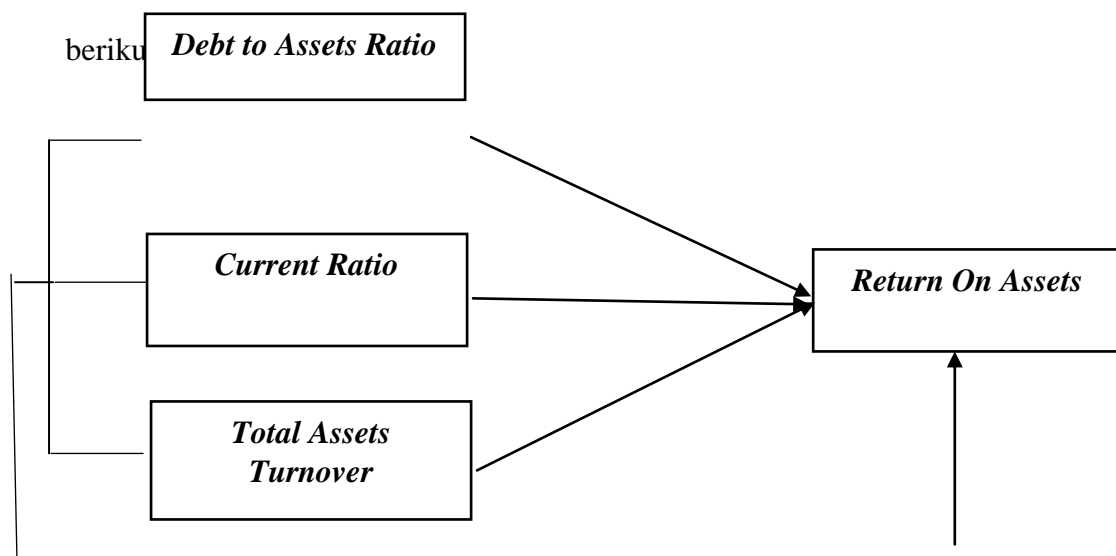 beriku
Debt to Assets Ratio
Current Ratio
Return On Assets
Total Assets
Turnover